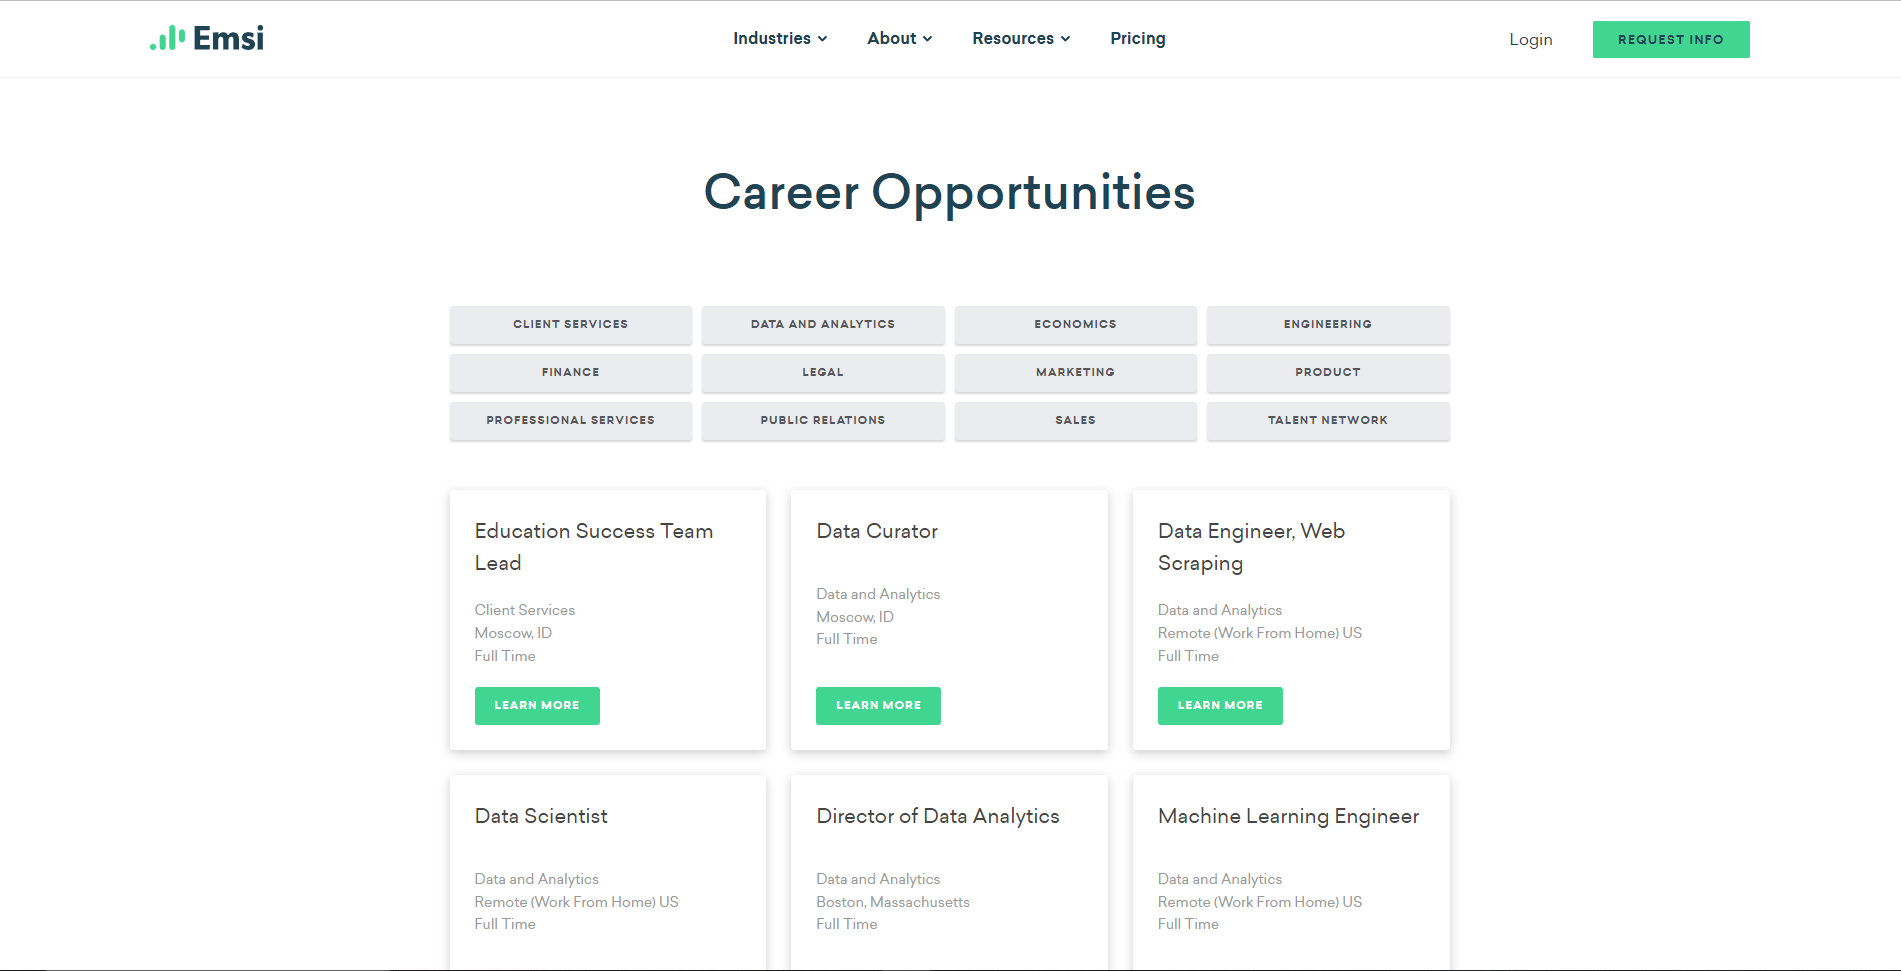 Emsi
Industries
About
Resources
Pricing
Login
REQUEST INFO
Career Opportunities
CLIENT SERVICES
DATA AND ANALYTICS
ECONOMICS
ENGINEERING
FINANCE
LEGAL
MARKETING
PRODUCT
PROFESSIONAL SERVICES
PUBLIC RELATIONS
SALES
TALENT NETWORK
Education Success Team
Lead
Client Services
Moscow, ID
Full Time
LEARN MORE
Data Curator
Data and Analytics
Moscow, ID
Full Time
LEARN MORE
Data Engineer, Web
Scraping
Data and Analytics
Remote (Work From Home) US
Full Time
LEARN MORE
Data Scientist
Data and Analytics
Remote (Work From Home) US
Full Time
Director of Data Analytics
Data and Analytics
Boston, Massachusetts
Full Time
Machine Learning Engineer
Data and Analytics
Remote (Work From Home) US
Full Time